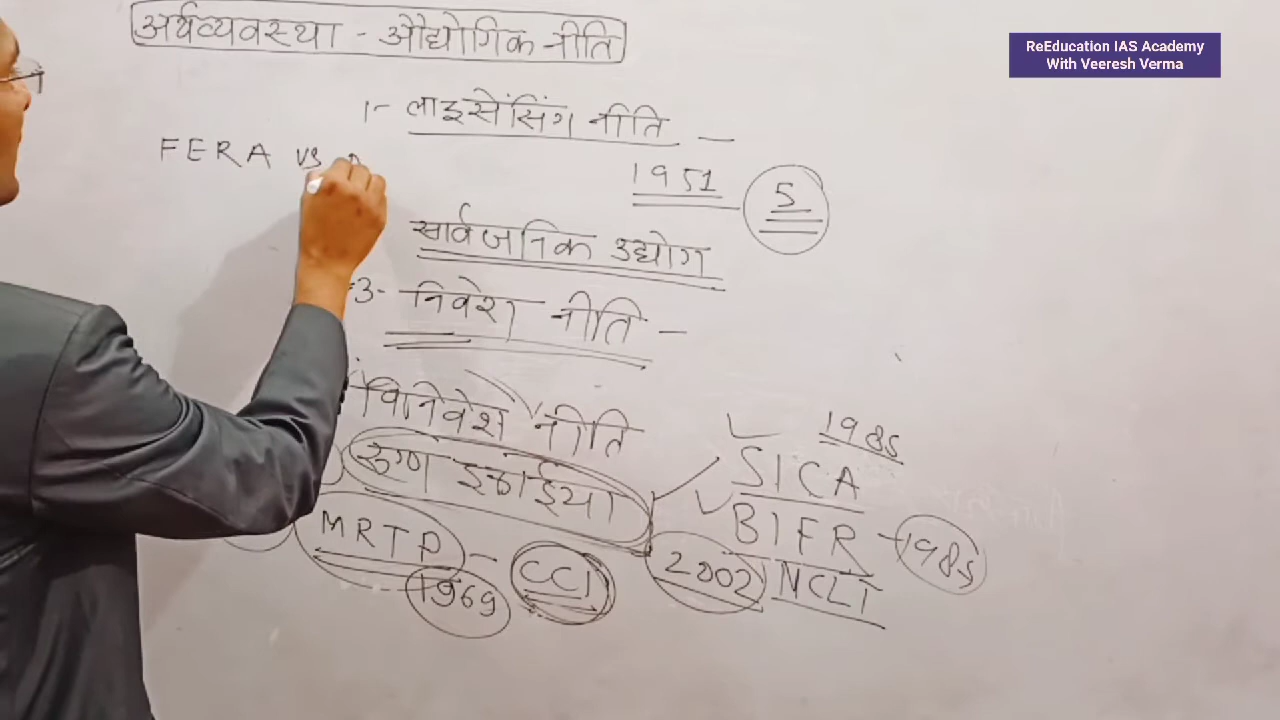 अर्थव्यवस्था - औद्योगिक नीति
ReEducation IAS Academy
With Veeresh Verma
1- लाइसेंसिंग नीति -
FERA vs
1951 5
सार्वजनिक उद्योग
3- निवेश नीति -
विनिवेश नीति
1985
रुग्ण इकाईया
SICA
BIFR - 1985
MRTP - CCI
2002 NCLT
1969